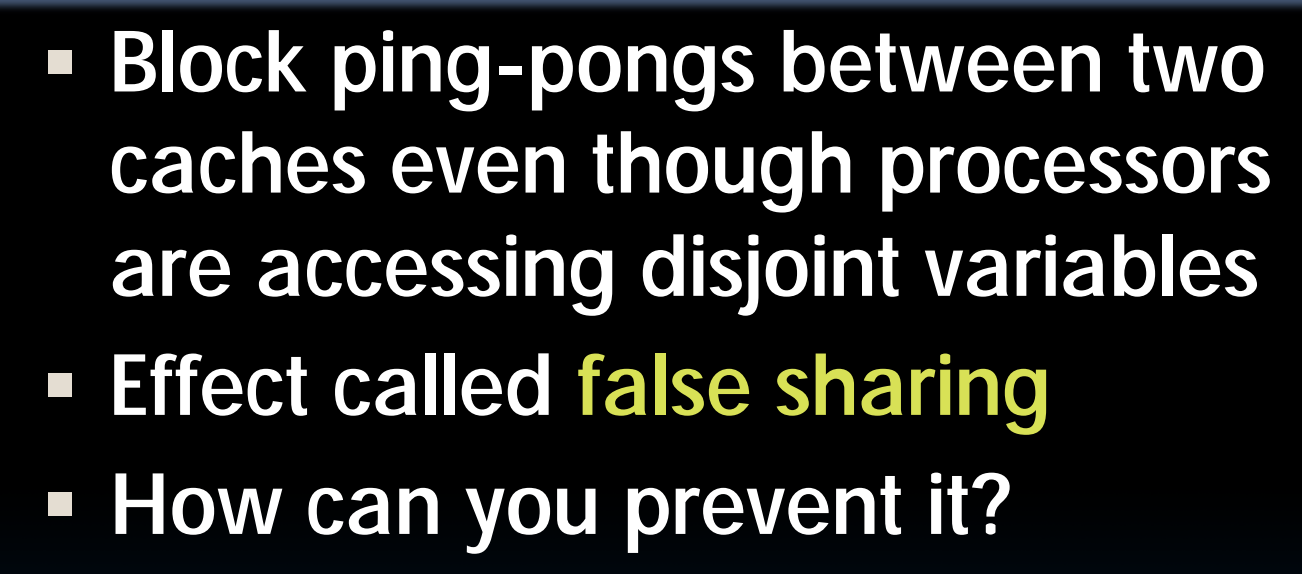 ▪ Block ping-pongs between two
caches even though processors
are accessing disjoint variables
▪ Effect called false sharing
▪ How can you prevent it?